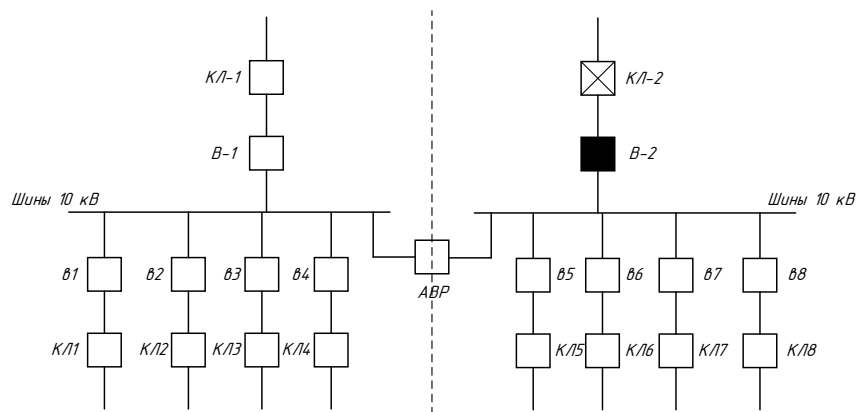 КЛ-1
КЛ-2
В-1
В-2
Шины 10 кВ
Шины 10 кВ
в1
в2
в3
в4
АВР
в5
в6
в7
в8
КЛ1
КЛ2
КЛ3
КЛ4
КЛ5
КЛ6
КЛ7
КЛ8